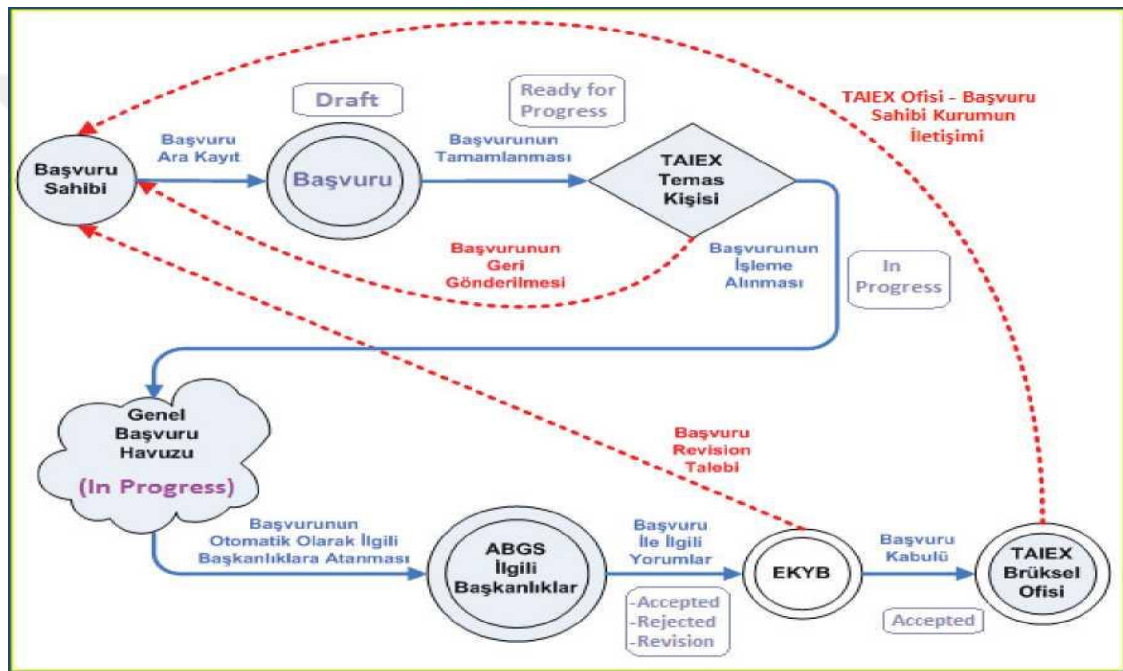 Draft
Ready for
Progress
TAIEX Ofisi - Başvuru
Sahibi Kurumun
İletişimi
Başvuru
Sahibi
Başvuru
Ara Kayıt
Başvuru
Başvurunun
Tamamlanması
TAIEX
Temas
Kişisi
Başvurunun
Geri
Gönderilmesi
Başvurunun
İşleme
Alınması
In
Progress
Genel
Başvuru
Havuzu
(In Progress)
Başvuru
Revision
Talebi
Başvurunun
Otomatik Olarak İlgili
Başkanlıklara Atanması
ABGS
İlgili
Başkanlıklar
Başvuru
İle İlgili
Yorumlar
-Accepted
-Rejected
-Revision
EKYB
Başvuru
Kabulü
Accepted
TAIEX
Brüksel
Ofisi